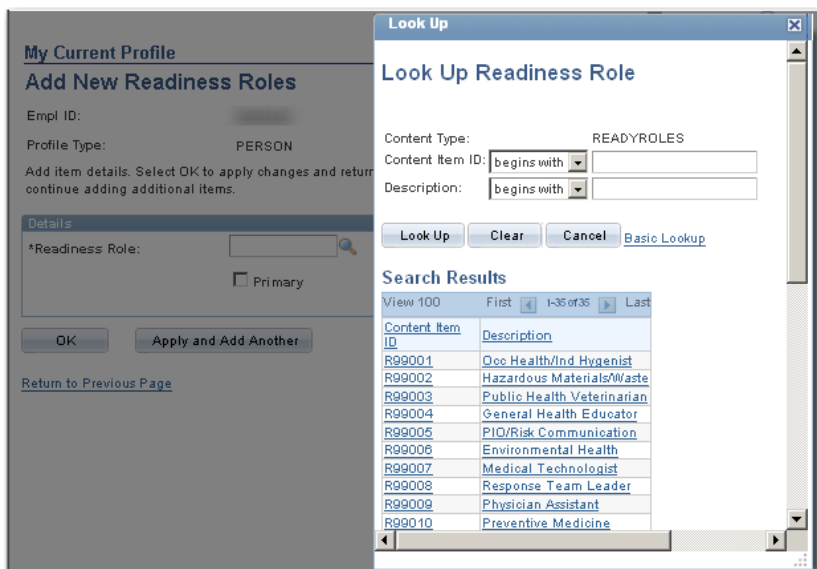 My Current Profile
Add New Readiness Roles
Empl ID:
Profile Type: PERSON
Add item details. Select OK to apply changes and return
continue adding additional items.
Details
*Readiness Role:
Primary
OK Apply and Add Another
Return to Previous Page
Look Up
Look Up Readiness Role
Content Type: READYROLES
Content Item ID: begins with
Description: begins with
Look Up Clear Cancel Basic Lookup
Search Results
View 100 First 1-35 of 35 Last
Content Item
ID Description
R99001 Occ Health/Ind Hygenist
R99002 Hazardous Materials/Waste
R99003 Public Health Veterinarian
R99004 General Health Educator
R99005 PIO/Risk Communication
R99006 Environmental Health
R99007 Medical Technologist
R99008 Response Team Leader
R99009 Physician Assistant
R99010 Preventive Medicine